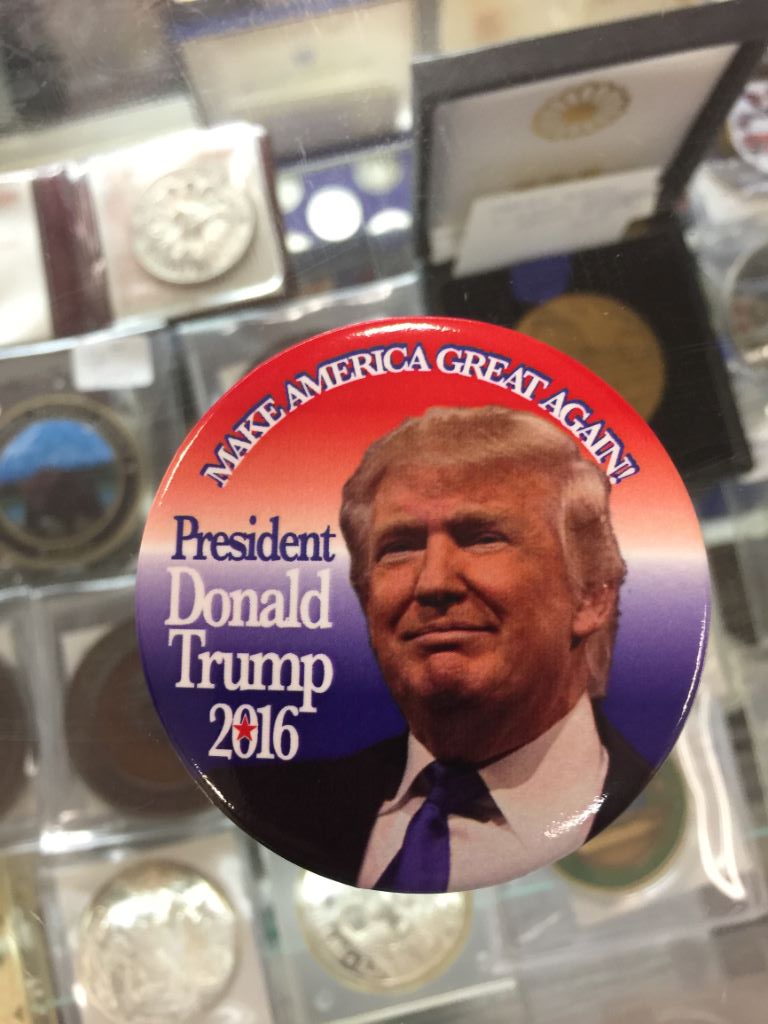 MAKE AMERICA GREAT AGAIN!
President
Donald
Trump
2016